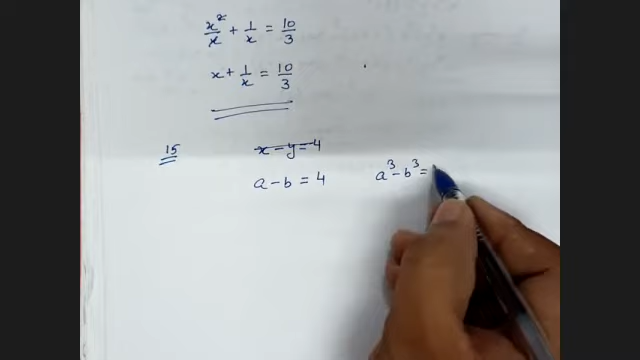 x²/x + 1/x = 10/3
x + 1/x = 10/3
15 x - y = 4
a - b = 4 a³ - b³ =